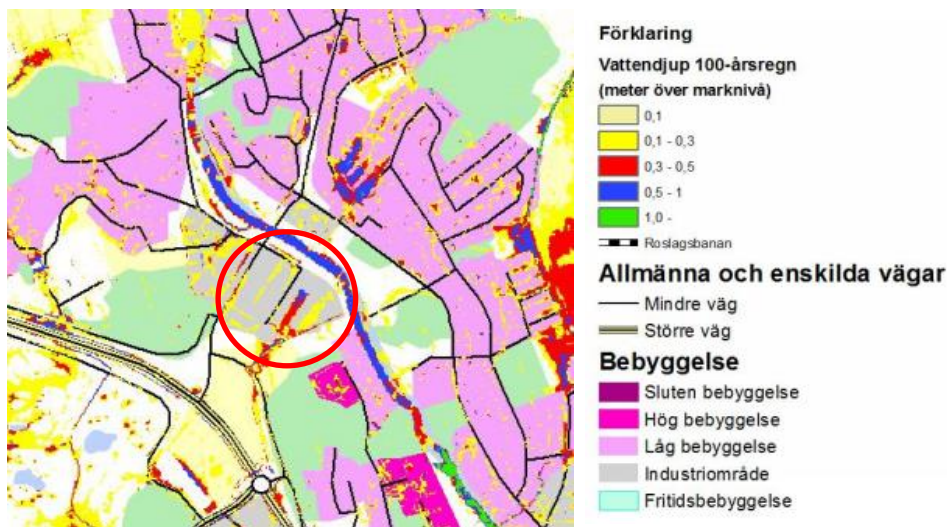 Förklaring
Vattendjup 100-årsregn
(meter över marknivå)
0,1
0,1 - 0,3
0,3 - 0,5
0,5 - 1
1,0 -
Roslagsbanan
Allmänna och enskilda vägar
Mindre väg
Större väg
Bebyggelse
Sluten bebyggelse
Hög bebyggelse
Låg bebyggelse
Industriområde
Fritidsbebyggelse